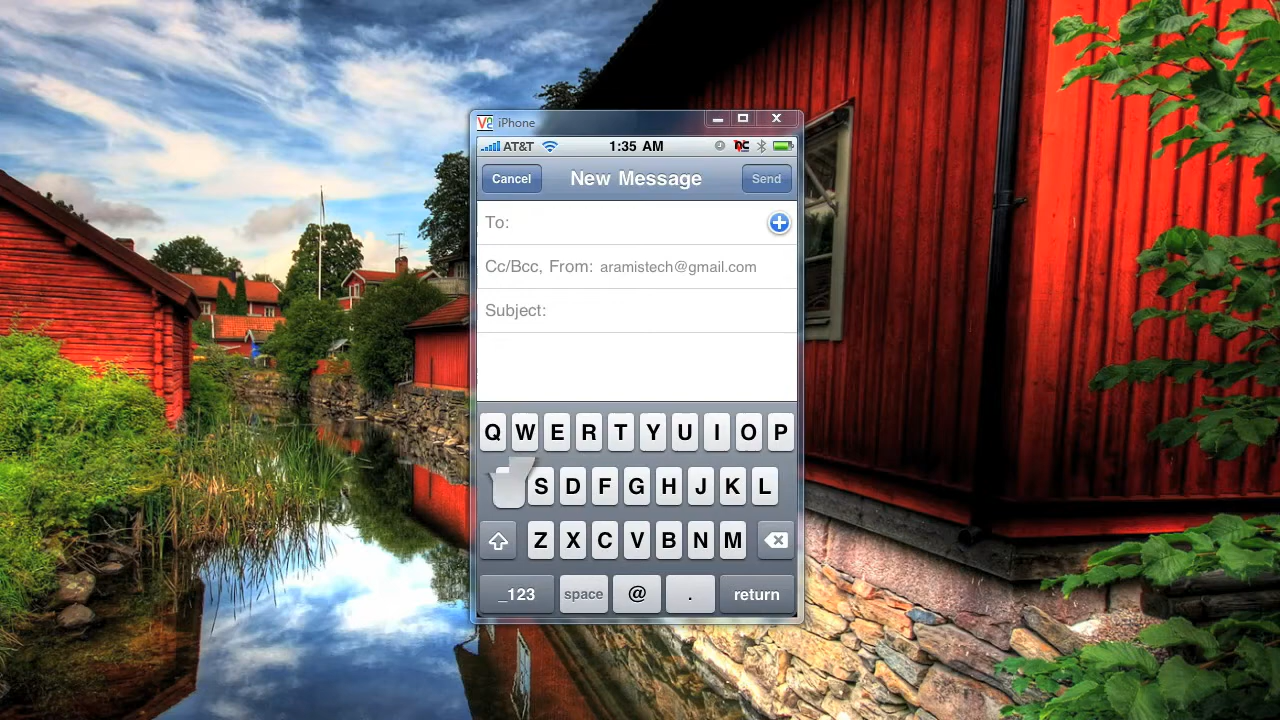 iPhone
AT&T 1:35 AM
Cancel New Message Send
To:
Cc/Bcc, From: aramistech@gmail.com
Subject:
Q W E R T Y U I O P
S D F G H J K L
Z X C V B N M
_123 space @ . return